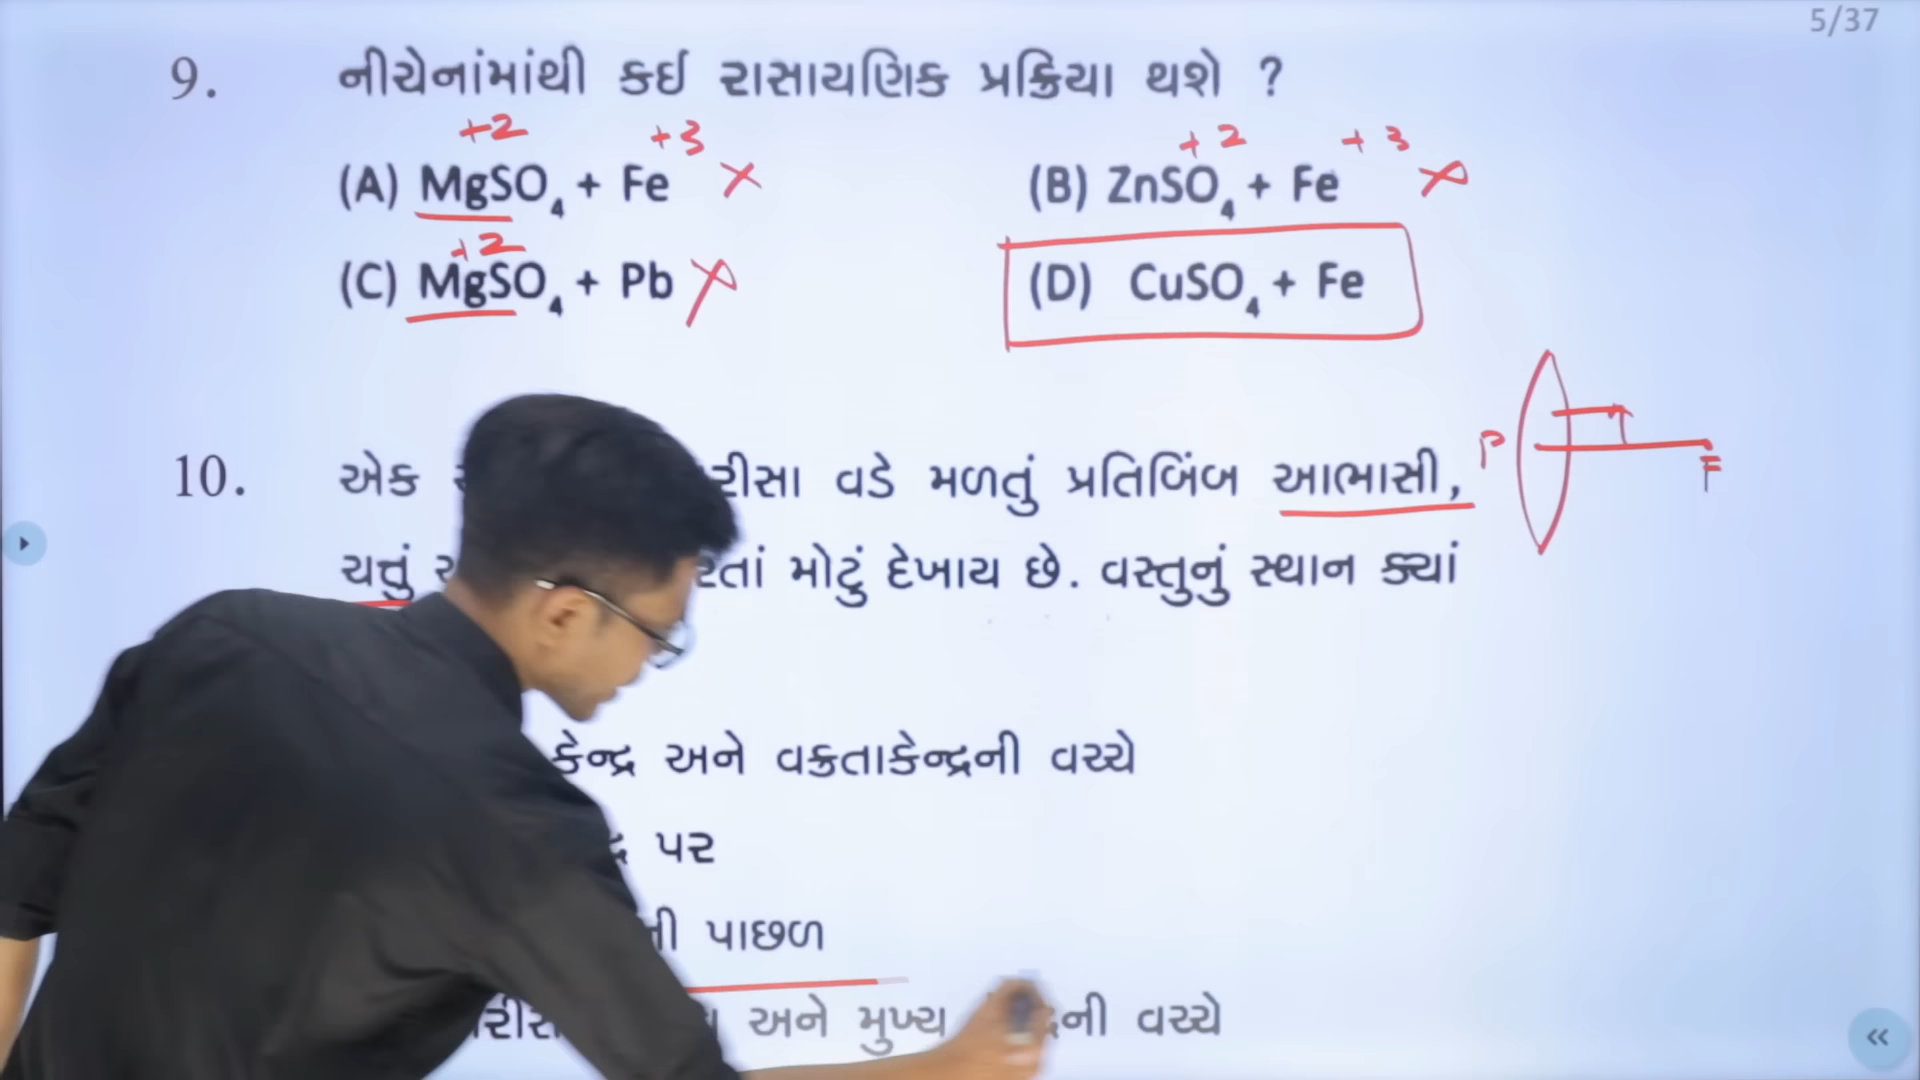 5/37
9. નીચેનાંમાંથી કઈ રાસાયણિક પ્રક્રિયા થશે ?
+2 +3 +2 +3
(A) MgSO₄ + Fe × (B) ZnSO₄ + Fe ×
+2
(C) MgSO₄ + Pb × (D) CuSO₄ + Fe
P F
10. એક વડે મળતું પ્રતિબિંબ આભાસી,
ચત્તું મોટું દેખાય છે. વસ્તુનું સ્થાન ક્યાં
અને વક્રતાકેન્દ્રની વચ્ચે
પર
પાછળ
અને મુખ્ય વચ્ચે